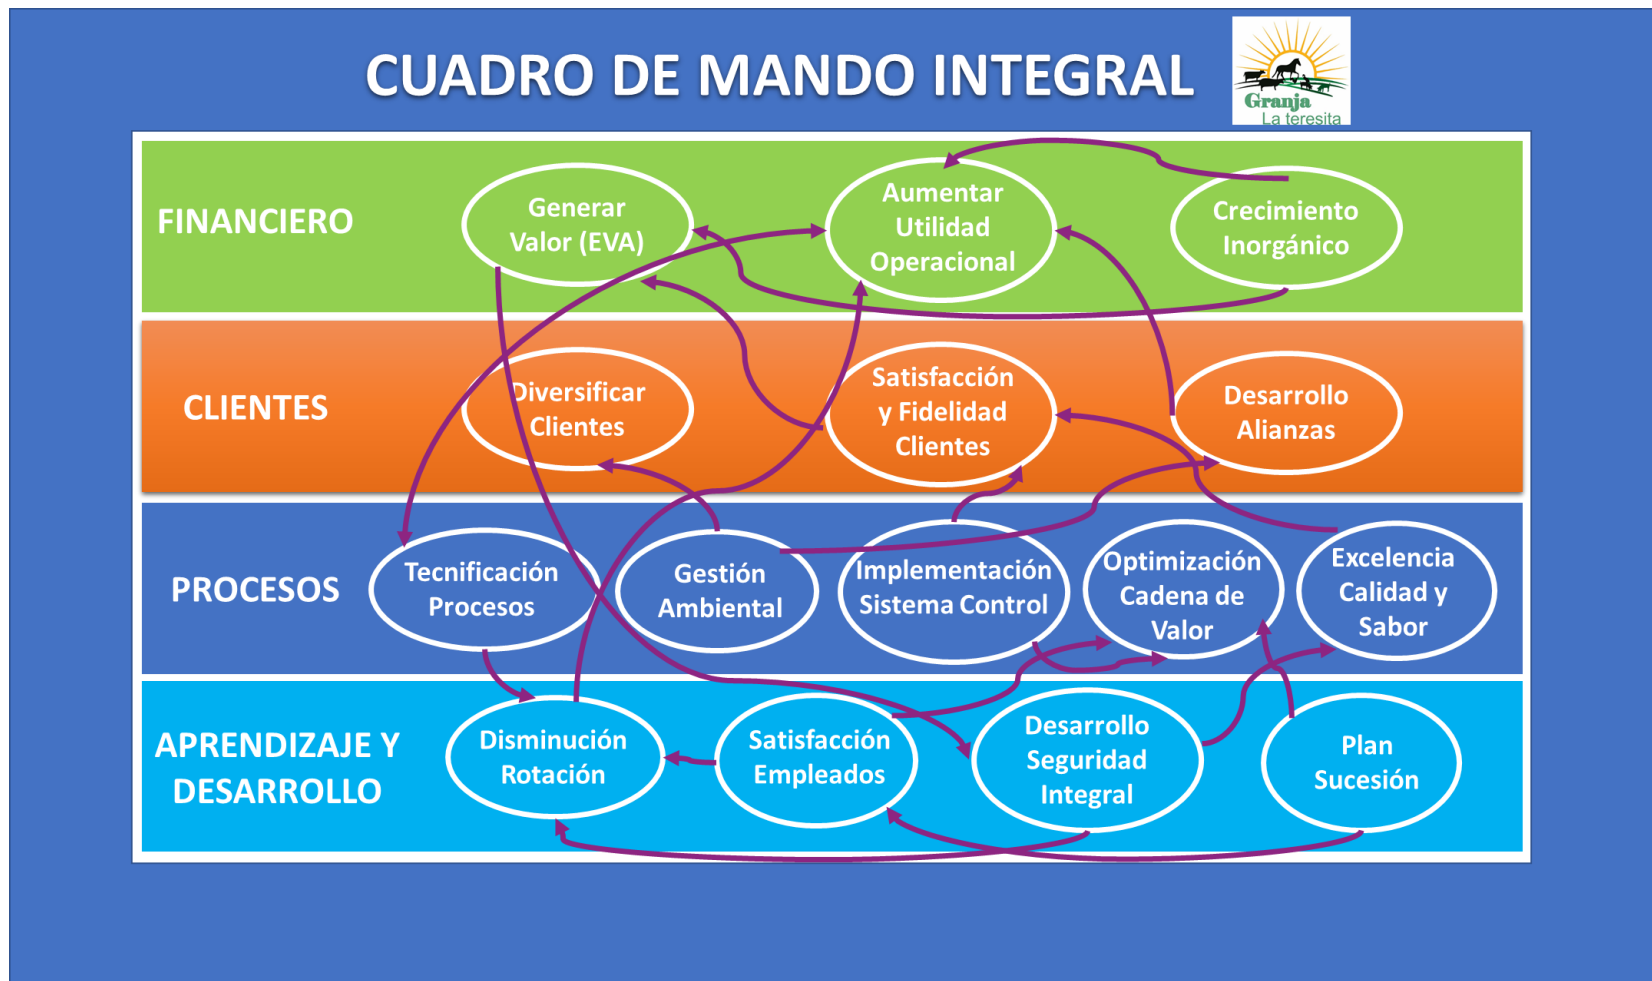 CUADRO DE MANDO INTEGRAL
Granja
La teresita
FINANCIERO
Generar
Valor (EVA)
Aumentar
Utilidad
Operacional
Crecimiento
Inorgánico
CLIENTES
Diversificar
Clientes
Satisfacción
y Fidelidad
Clientes
Desarrollo
Alianzas
PROCESOS
Tecnificación
Procesos
Gestión
Ambiental
Implementación
Sistema Control
Optimización
Cadena de
Valor
Excelencia
Calidad y
Sabor
APRENDIZAJE Y
DESARROLLO
Disminución
Rotación
Satisfacción
Empleados
Desarrollo
Seguridad
Integral
Plan
Sucesión